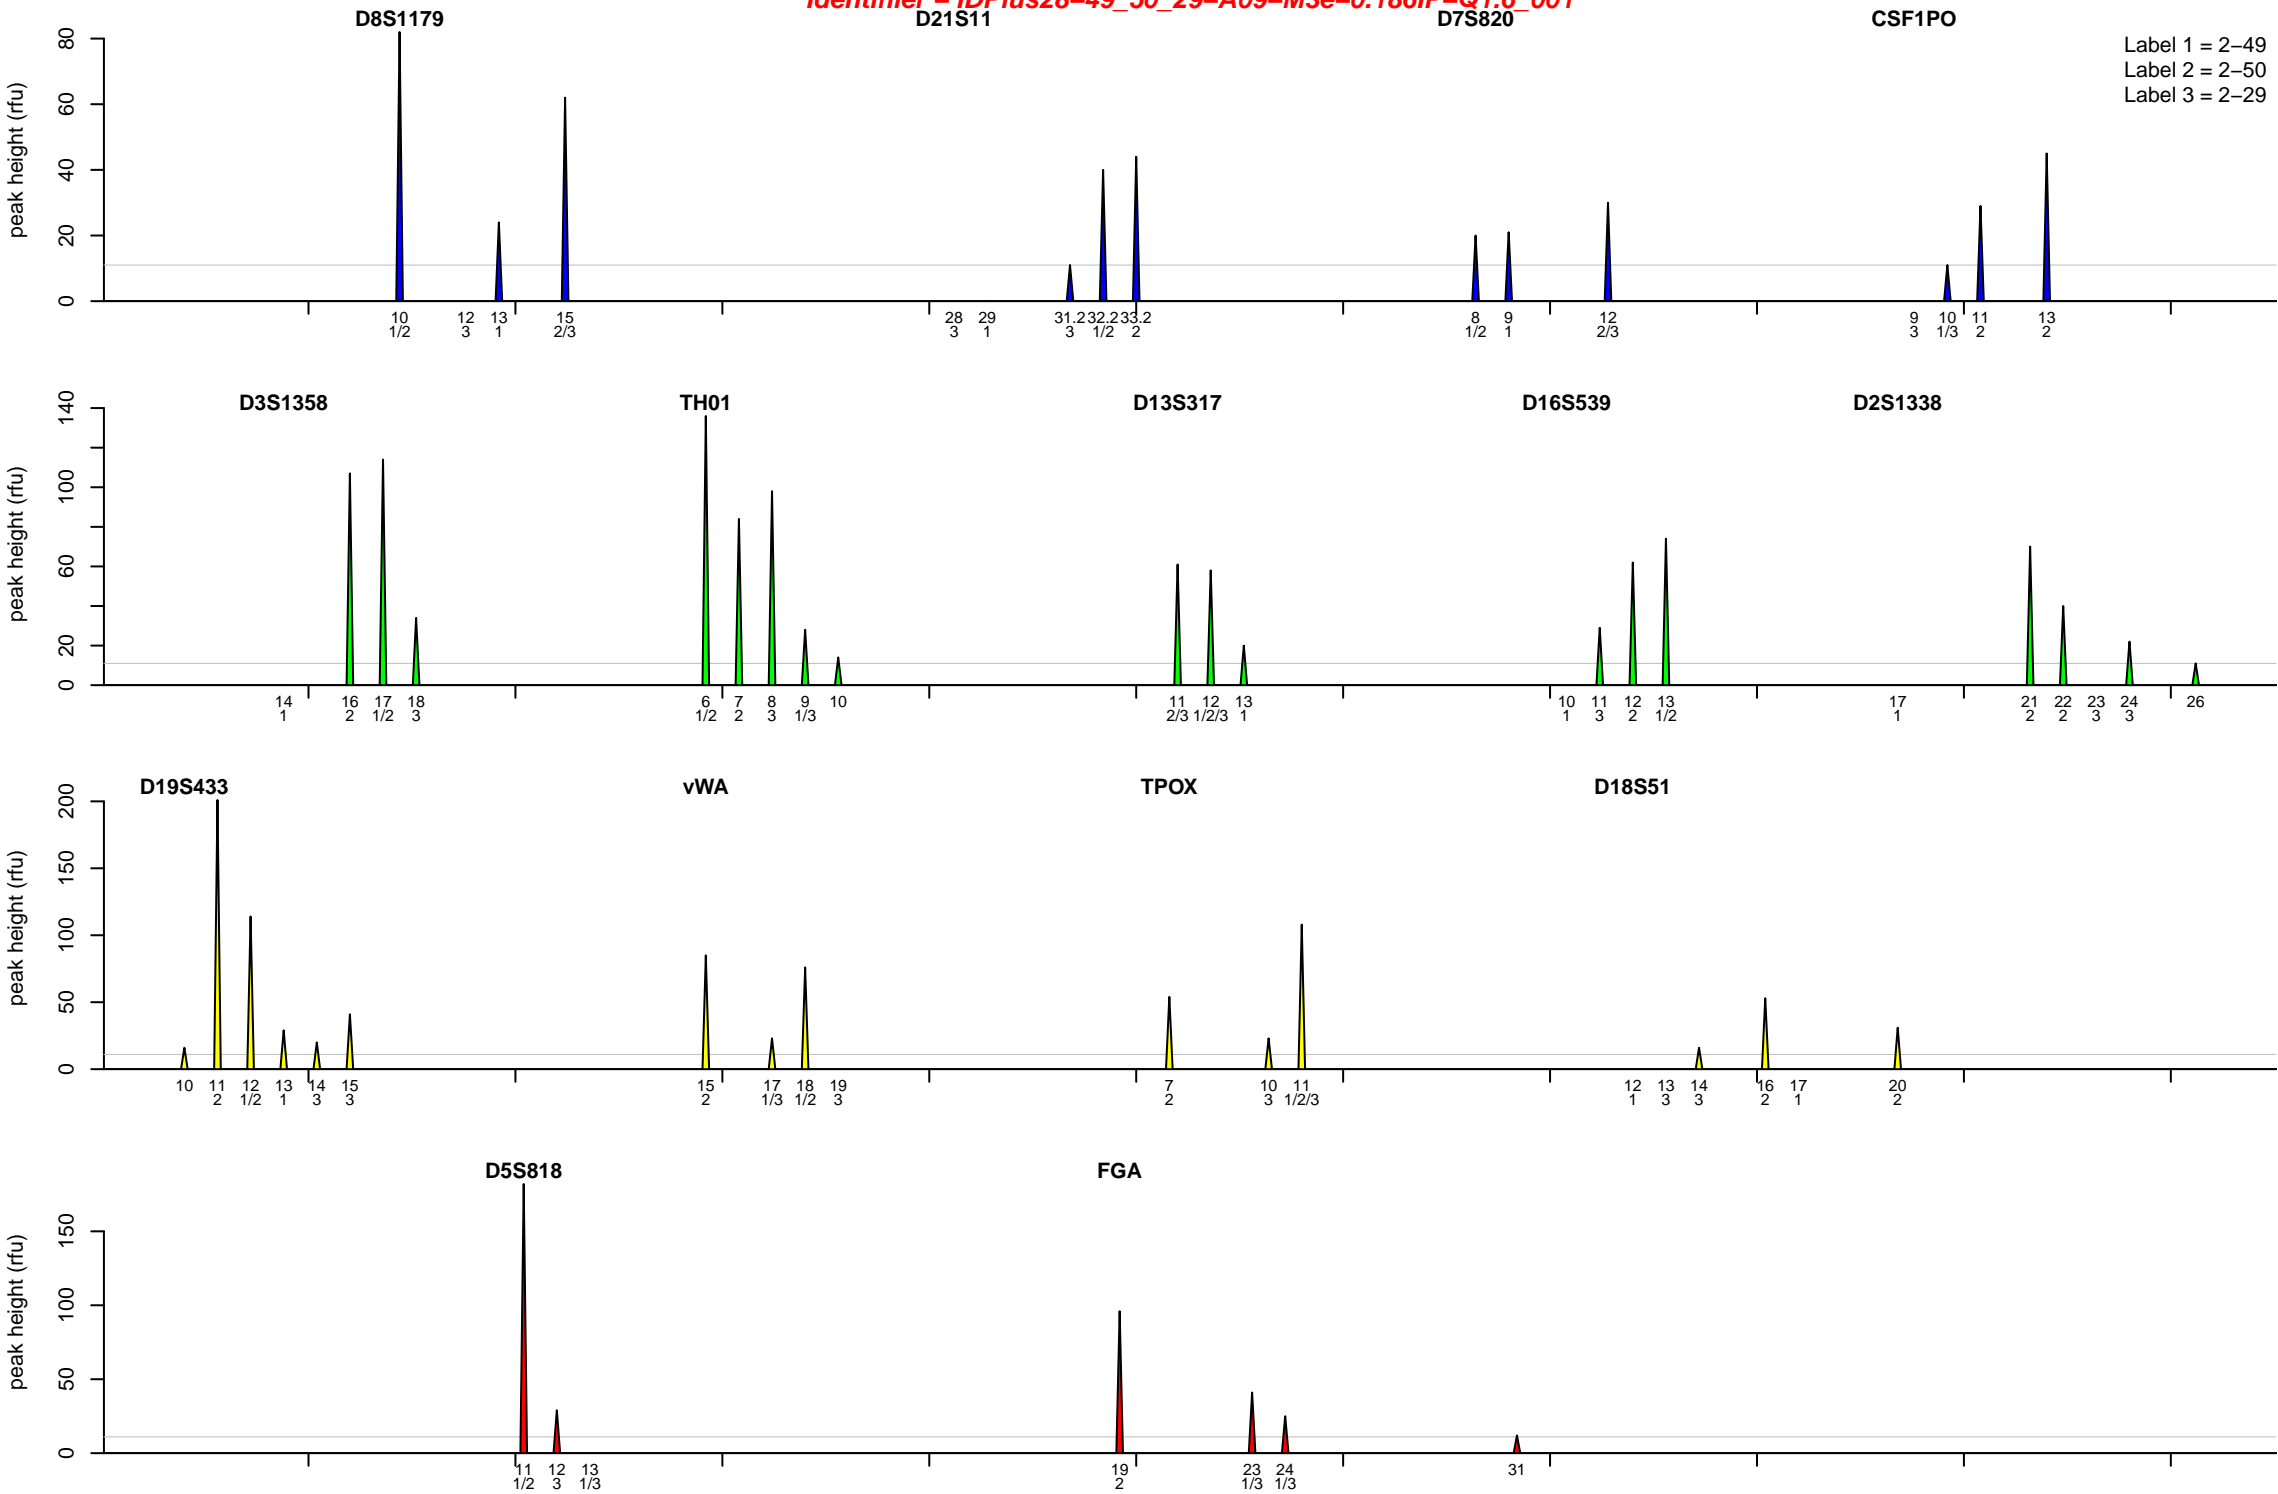 D8S1179 D21S11 D7S820 CSF1PO
Label 1 = 2−49
Label 2 = 2−50
Label 3 = 2−29
peak height (rfu)
0 20 40 60 80
10 12 13 15 28 29 31.2 32.2 33.2 8 9 12 9 10 11 13
1/2 3 1 2/3 3 1 3 1/2 2 1/2 1 2/3 3 1/3 2 2
D3S1358 TH01 D13S317 D16S539 D2S1338
peak height (rfu)
0 20 60 100 140
14 16 17 18 6 7 8 9 10 11 12 13 10 11 12 13 17 21 22 23 24 26
1 2 1/2 3 1/2 2 3 1/3 2/3 1/2/3 1 1 3 2 1/2 1 2 2 3 3
D19S433 vWA TPOX D18S51
peak height (rfu)
0 50 100 150 200
10 11 12 13 14 15 15 17 18 19 7 10 11 12 13 14 16 17 20
2 1/2 1 3 3 2 1/3 1/2 3 2 3 1/2/3 1 3 3 2 1 2
D5S818 FGA
peak height (rfu)
0 50 100 150
11 12 13 19 23 24 31
1/2 3 1/3 2 1/3 1/3